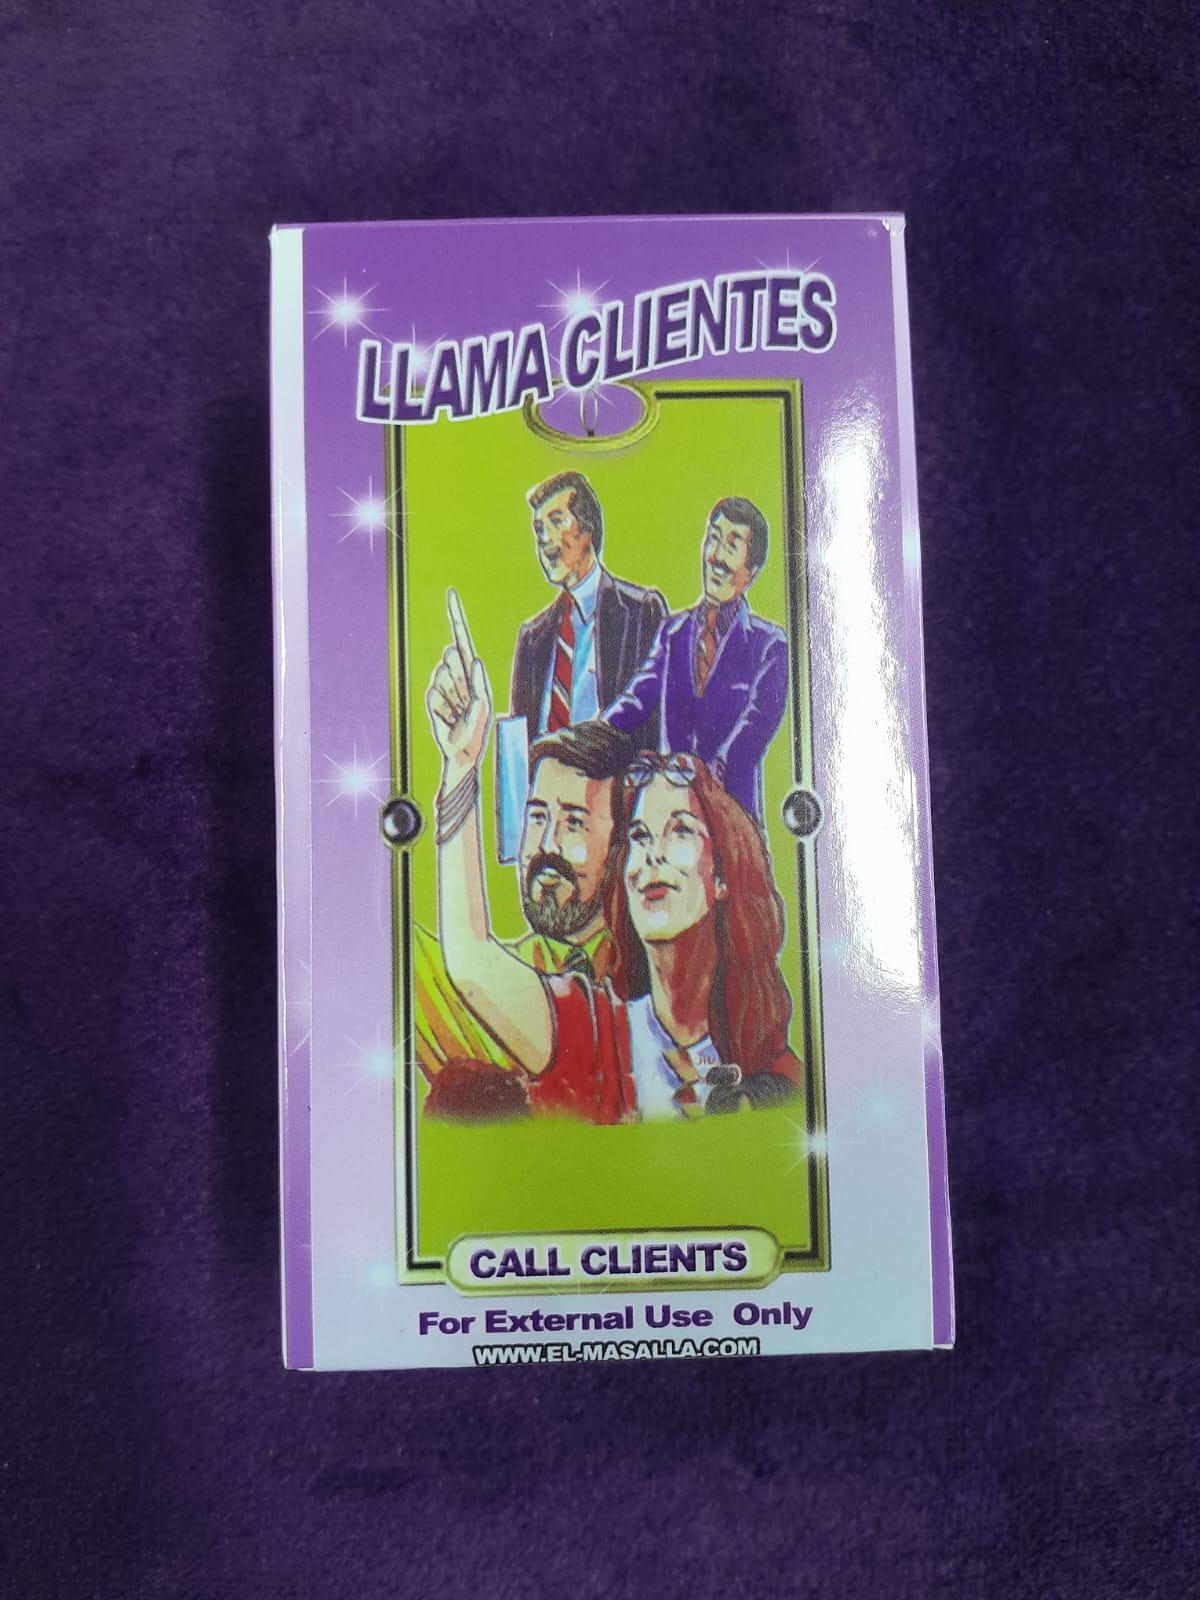 LLAMA CLIENTES
CALL CLIENTS
For External Use Only
WWW.EL-MASALLA.COM